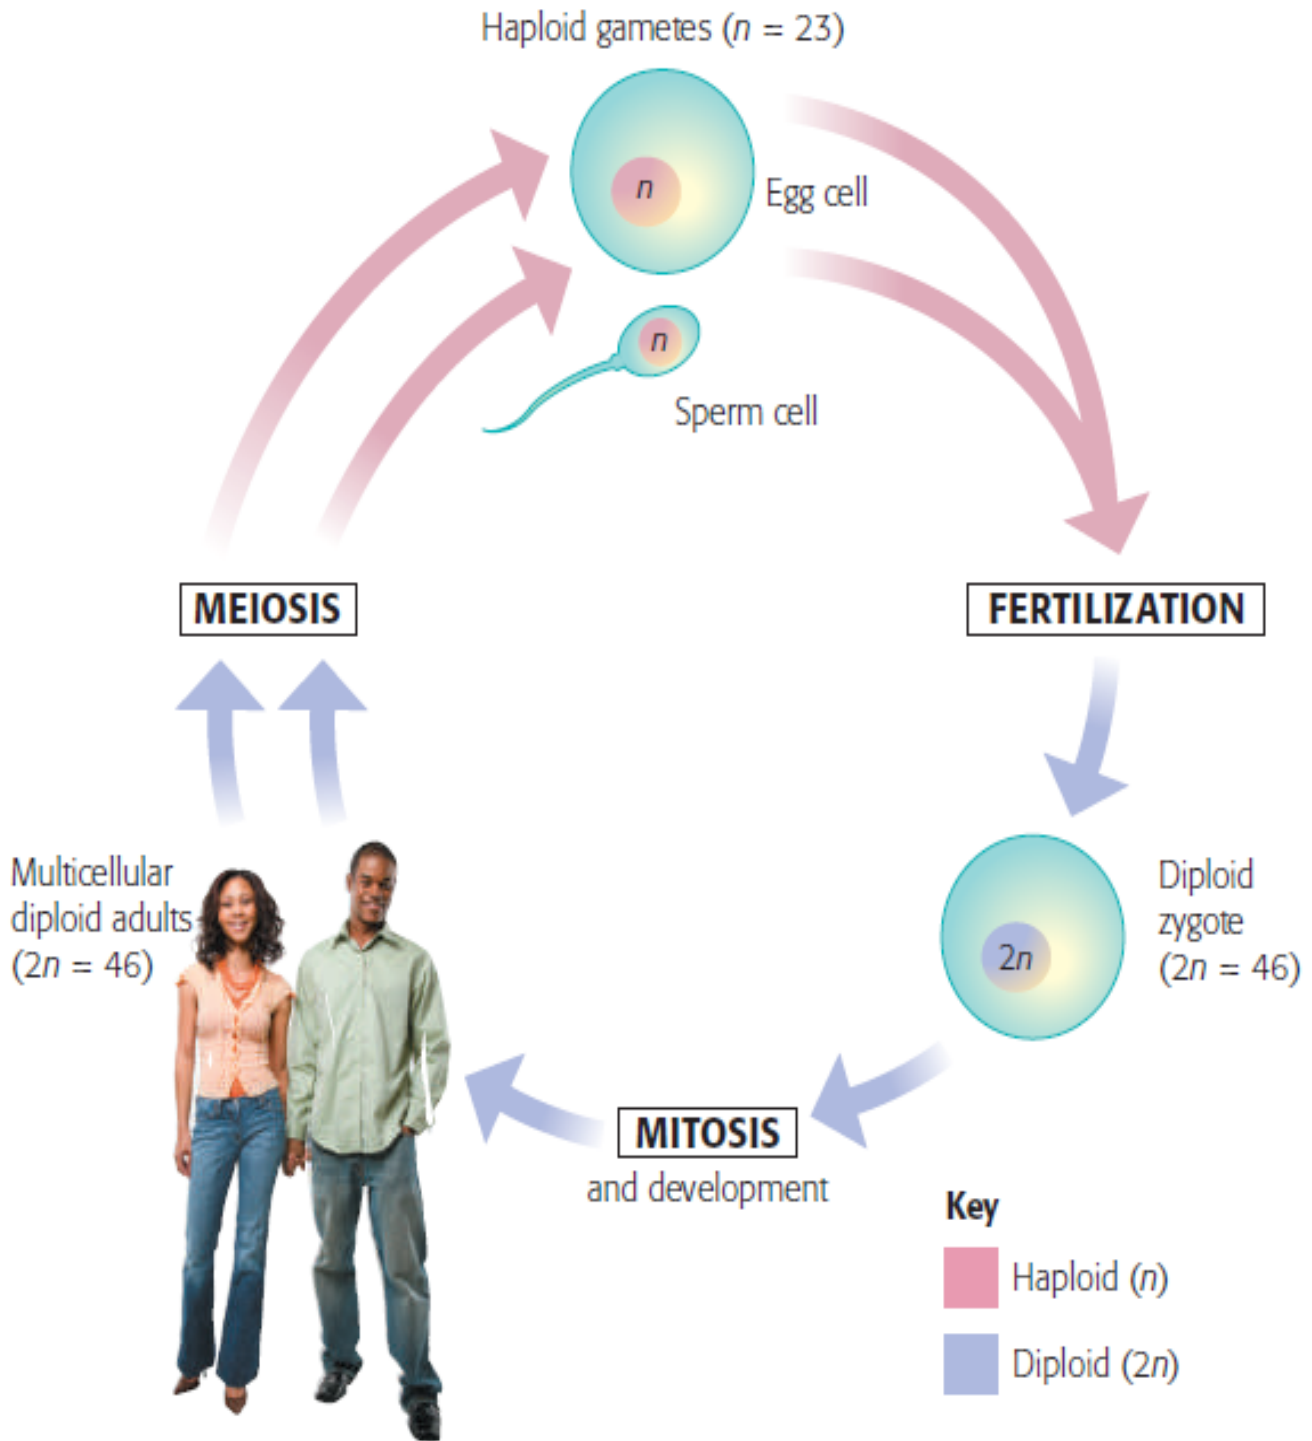 Haploid gametes (n = 23)
n
Egg cell
n
Sperm cell
MEIOSIS
FERTILIZATION
Multicellular
diploid adults
(2n = 46)
2n
Diploid
zygote
(2n = 46)
MITOSIS
and development
Key
Haploid (n)
Diploid (2n)